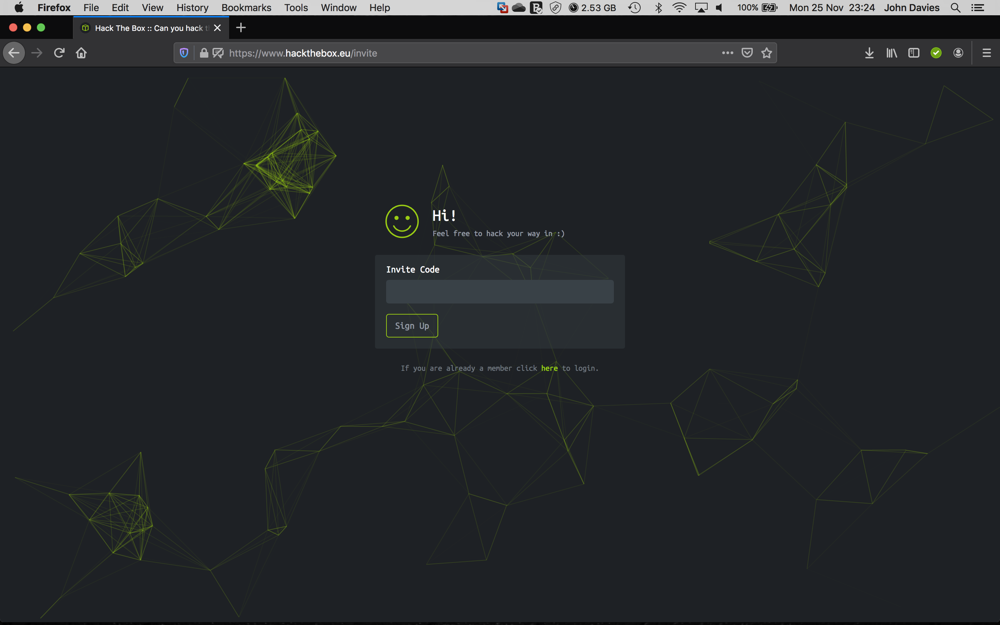 Firefox File Edit View History Bookmarks Tools Window Help 2.53 GB 100% Mon 25 Nov 23:24 John Davies
Hack The Box :: Can you hack t
https://www.hackthebox.eu/invite
Hi!
Feel free to hack your way in :)
Invite Code
Sign Up
If you are already a member click here to login.